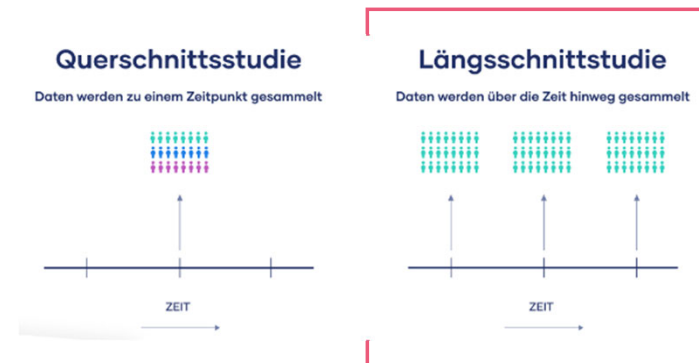 Querschnittsstudie
Daten werden zu einem Zeitpunkt gesammelt
ZEIT
Längsschnittstudie
Daten werden über die Zeit hinweg gesammelt
ZEIT